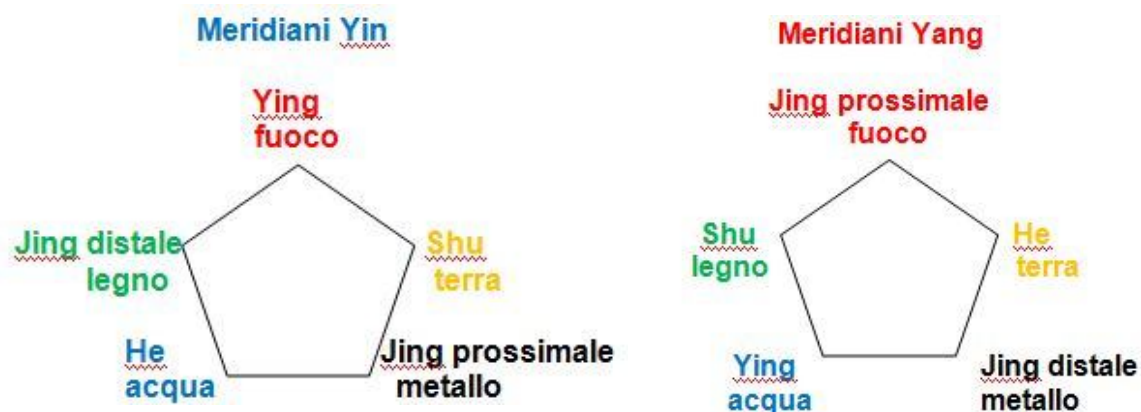 Meridiani Yin
Ying
fuoco
Jing distale
legno
Shu
terra
He
acqua
Jing prossimale
metallo
Meridiani Yang
Jing prossimale
fuoco
Shu
legno
He
terra
Ying
acqua
Jing distale
metallo